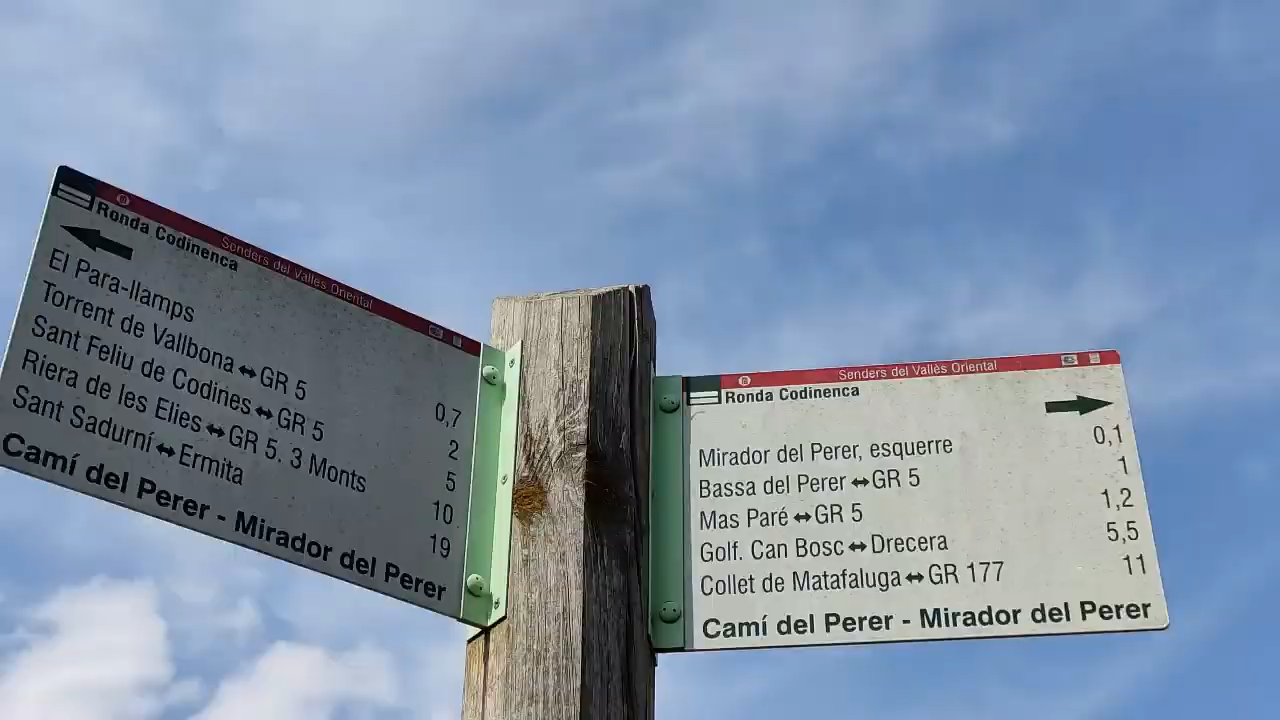 Senders del Vallès Oriental
Ronda Codinenca
El Para-llamps 0,7
Torrent de Vallbona ↔ GR 5 2
Sant Feliu de Codines ↔ GR 5 5
Riera de les Elies ↔ GR 5. 3 Monts 10
Sant Sadurní ↔ Ermita 19
Camí del Perer - Mirador del Perer
Senders del Vallès Oriental
Ronda Codinenca
Mirador del Perer, esquerre 0,1
Bassa del Perer ↔ GR 5 1
Mas Paré ↔ GR 5 1,2
Golf. Can Bosc ↔ Drecera 5,5
Collet de Matafaluga ↔ GR 177 11
Camí del Perer - Mirador del Perer